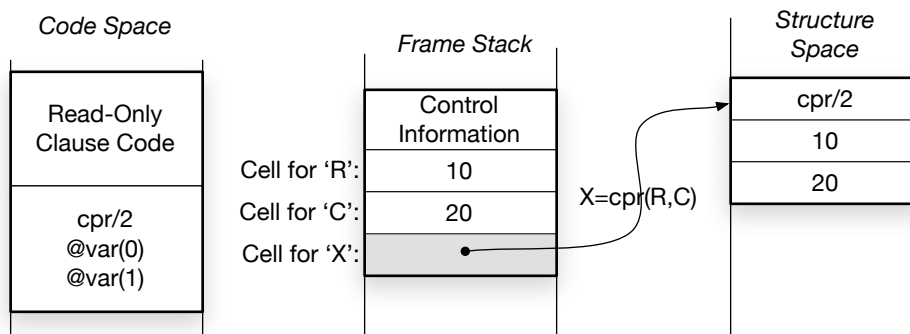 Code Space
Read-Only
Clause Code
cpr/2
@var(0)
@var(1)
Frame Stack
Control
Information
Cell for ‘R’:
10
Cell for ‘C’:
20
Cell for ‘X’:
X=cpr(R,C)
Structure
Space
cpr/2
10
20